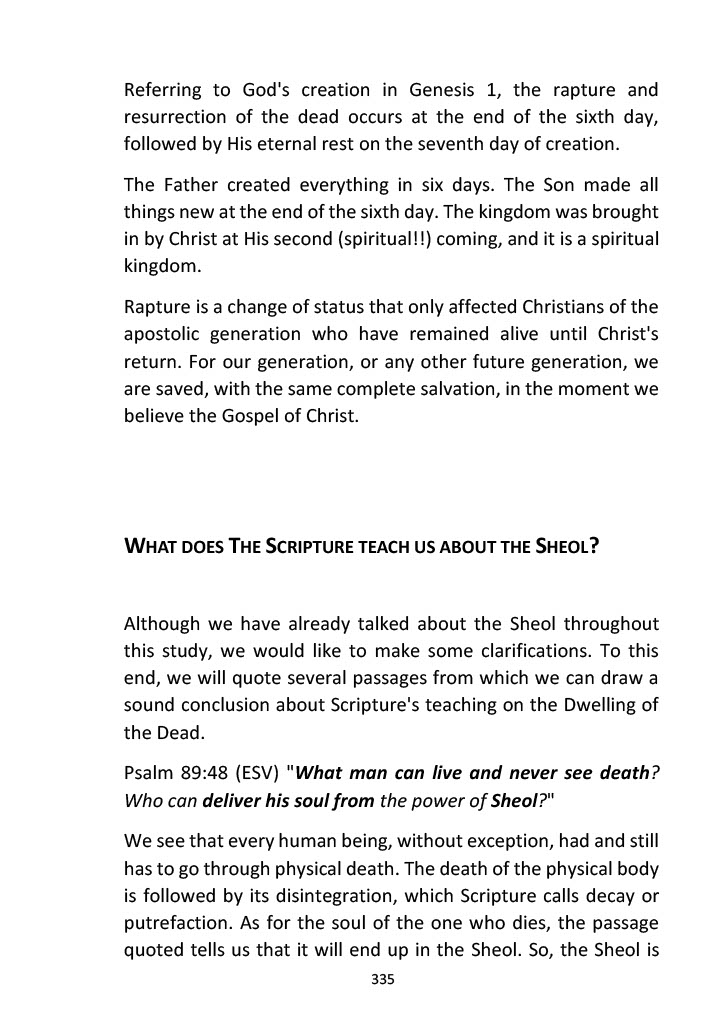 Referring to God's creation in Genesis 1, the rapture and
resurrection of the dead occurs at the end of the sixth day,
followed by His eternal rest on the seventh day of creation.
The Father created everything in six days. The Son made all
things new at the end of the sixth day. The kingdom was brought
in by Christ at His second (spiritual!!) coming, and it is a spiritual
kingdom.
Rapture is a change of status that only affected Christians of the
apostolic generation who have remained alive until Christ's
return. For our generation, or any other future generation, we
are saved, with the same complete salvation, in the moment we
believe the Gospel of Christ.
WHAT DOES THE SCRIPTURE TEACH US ABOUT THE SHEOL?
Although we have already talked about the Sheol throughout
this study, we would like to make some clarifications. To this
end, we will quote several passages from which we can draw a
sound conclusion about Scripture's teaching on the Dwelling of
the Dead.
Psalm 89:48 (ESV) "What man can live and never see death?
Who can deliver his soul from the power of Sheol?"
We see that every human being, without exception, had and still
has to go through physical death. The death of the physical body
is followed by its disintegration, which Scripture calls decay or
putrefaction. As for the soul of the one who dies, the passage
quoted tells us that it will end up in the Sheol. So, the Sheol is
335